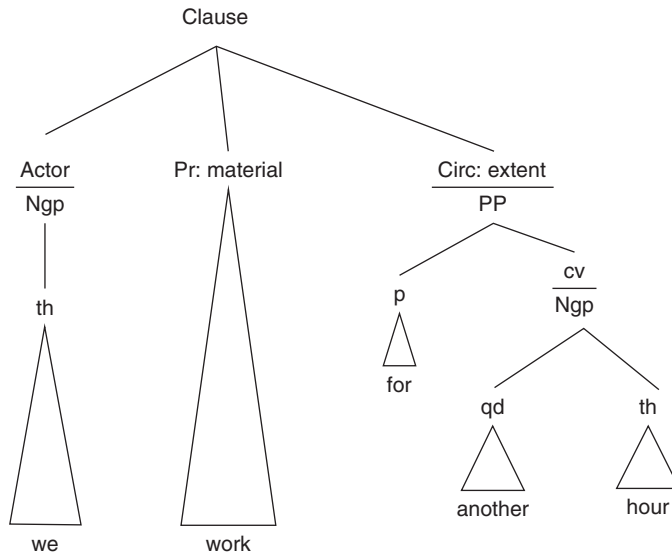 Clause
Actor
Ngp
Pr: material
Circ: extent
PP
th
p
cv
Ngp
for
qd
th
another
hour
we
work